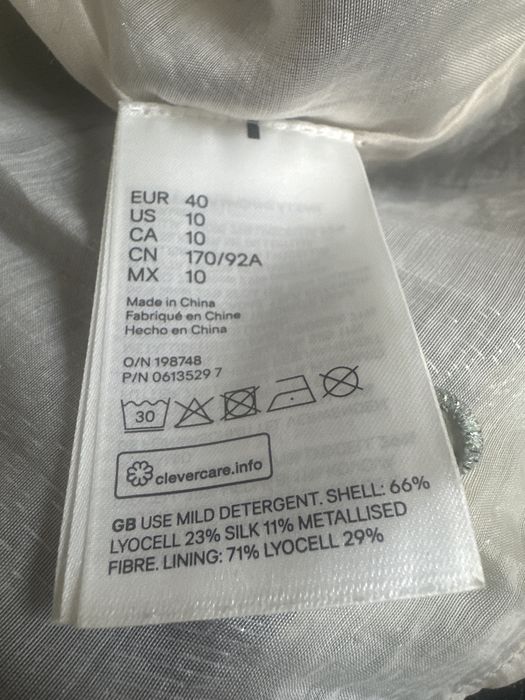 EUR 40
US 10
CA 10
CN 170/92A
MX 10
Made in China
Fabriqué en Chine
Hecho en China
O/N 198748
P/N 0613529 7
30
clevercare.info
GB USE MILD DETERGENT. SHELL: 66%
LYOCELL 23% SILK 11% METALLISED
FIBRE. LINING: 71% LYOCELL 29%